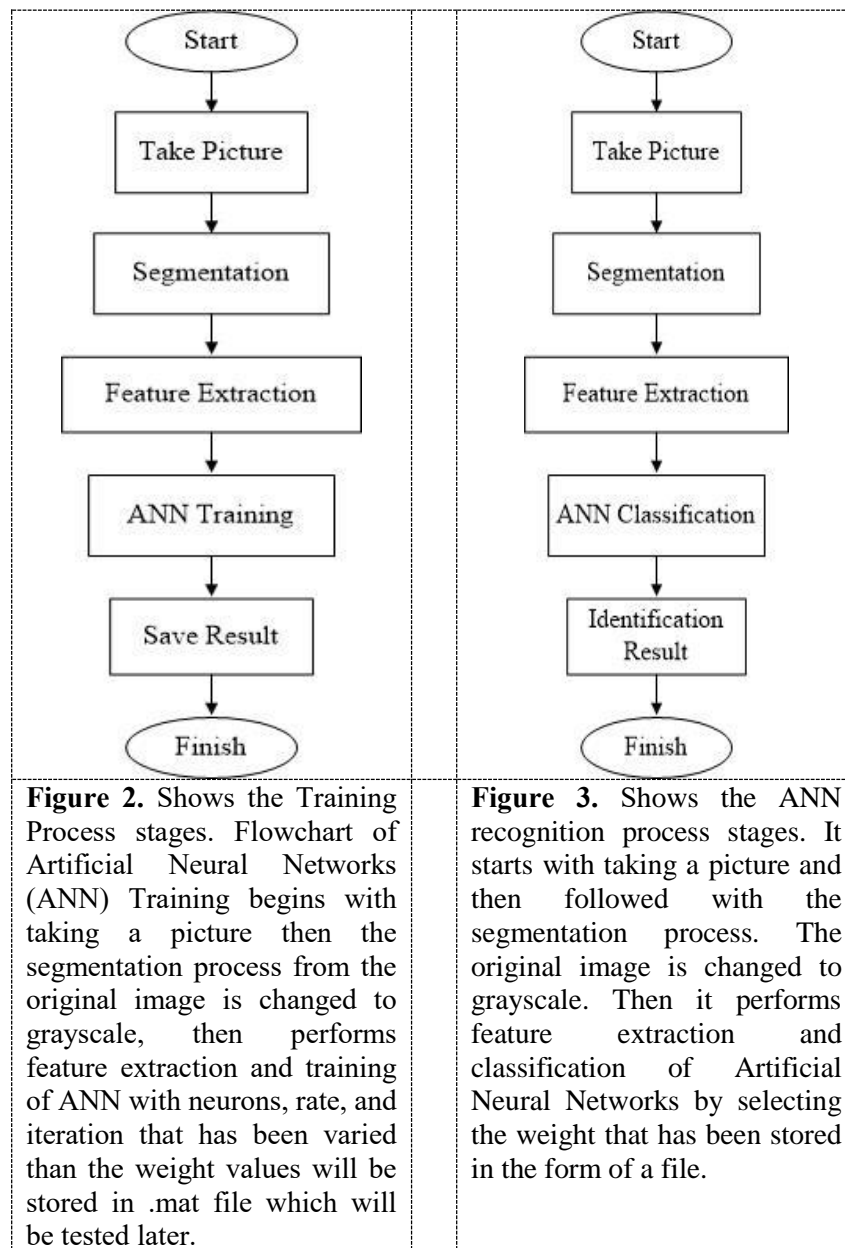 Start
Take Picture
Segmentation
Feature Extraction
ANN Training
Save Result
Finish
Figure 2. Shows the Training
Process stages. Flowchart of
Artificial Neural Networks
(ANN) Training begins with
taking a picture then the
segmentation process from the
original image is changed to
grayscale, then performs
feature extraction and training
of ANN with neurons, rate, and
iteration that has been varied
than the weight values will be
stored in .mat file which will
be tested later.
Start
Take Picture
Segmentation
Feature Extraction
ANN Classification
Identification
Result
Finish
Figure 3. Shows the ANN
recognition process stages. It
starts with taking a picture and
then followed with the
segmentation process. The
original image is changed to
grayscale. Then it performs
feature extraction and
classification of Artificial
Neural Networks by selecting
the weight that has been stored
in the form of a file.